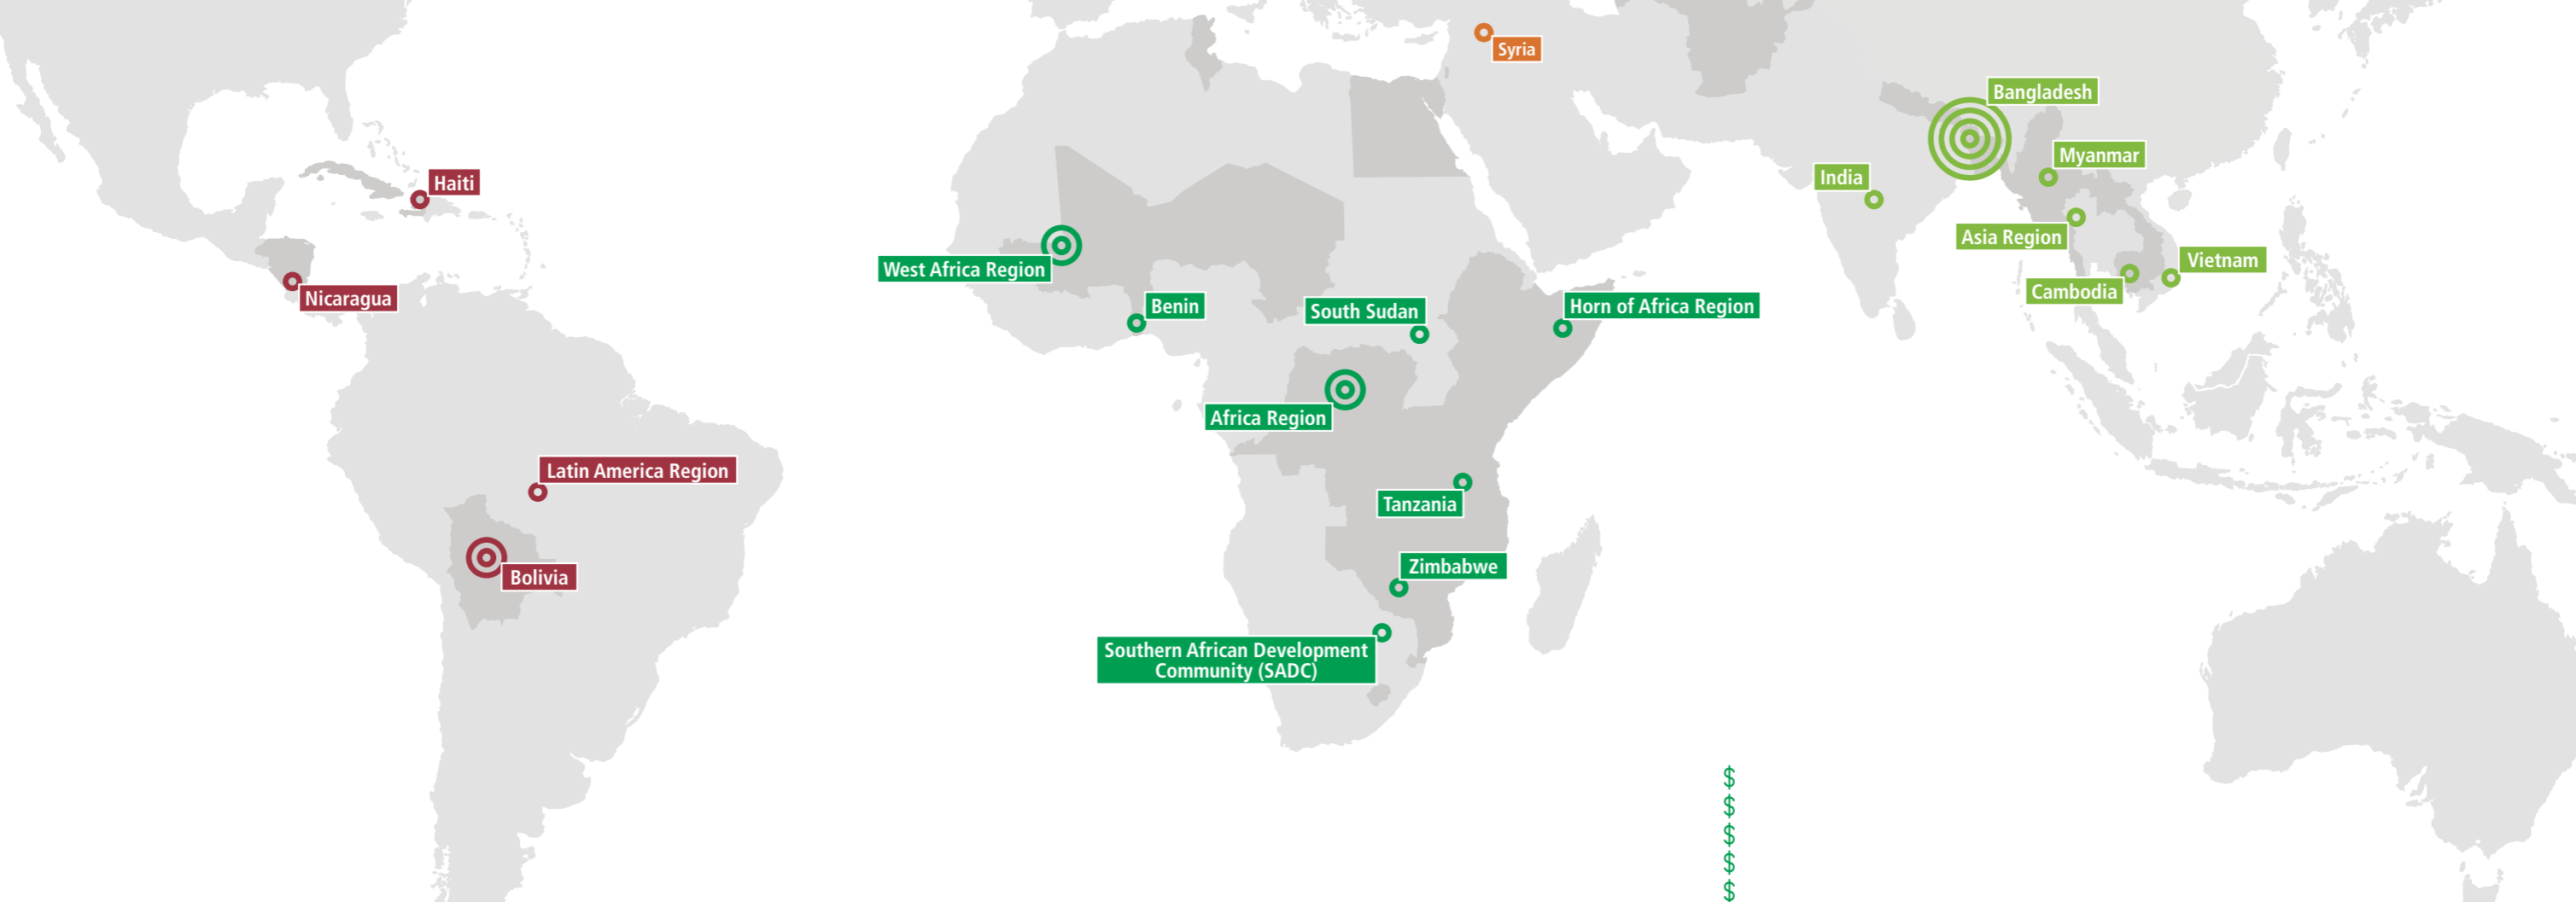 Syria
Bangladesh
Myanmar
India
Haiti
Asia Region
Vietnam
West Africa Region
Cambodia
Nicaragua
Benin
South Sudan
Horn of Africa Region
Africa Region
Latin America Region
Tanzania
Zimbabwe
Bolivia
Southern African Development
Community (SADC)
$
$
$
$
$